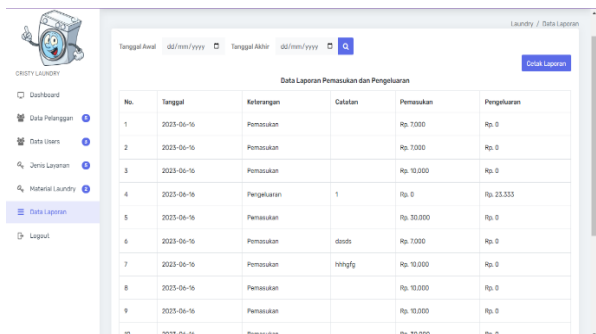 Laundry / Data Laporan
Tanggal Awal dd/mm/yyyy Tanggal Akhir dd/mm/yyyy
Cetak Laporan
CRISTY LAUNDRY
Dashboard
Data Pelanggan
Data Users
Jenis Layanan
Material Laundry
Data Laporan
Logout
Data Laporan Pemasukan dan Pengeluaran
No. Tanggal Keterangan Catatan Pemasukan Pengeluaran
1 2023-06-16 Pemasukan Rp. 7,000 Rp. 0
2 2023-06-16 Pemasukan Rp. 7,000 Rp. 0
3 2023-06-16 Pemasukan Rp. 10,000 Rp. 0
4 2023-06-16 Pengeluaran 1 Rp. 0 Rp. 23,333
5 2023-06-16 Pemasukan Rp. 30,000 Rp. 0
6 2023-06-16 Pemasukan dasds Rp. 7,000 Rp. 0
7 2023-06-16 Pemasukan hhhgfg Rp. 10,000 Rp. 0
8 2023-06-16 Pemasukan Rp. 10,000 Rp. 0
9 2023-06-16 Pemasukan Rp. 10,000 Rp. 0